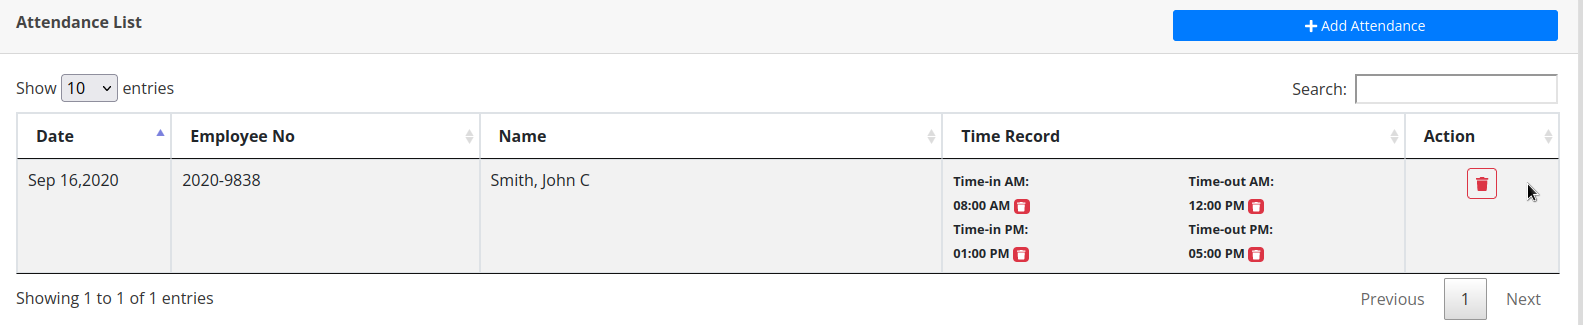 Attendance List
Add Attendance
Show 10 entries
Search:
Date Employee No Name Time Record Action
Sep 16,2020 2020-9838 Smith, John C
Time-in AM: Time-out AM:
08:00 AM 12:00 PM
Time-in PM: Time-out PM:
01:00 PM 05:00 PM
Showing 1 to 1 of 1 entries
Previous 1 Next